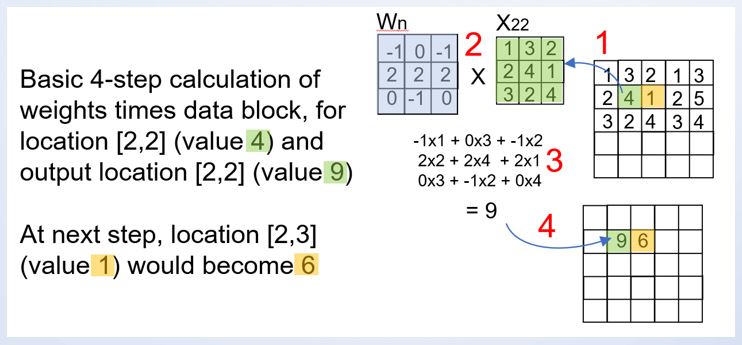 Basic 4-step calculation of
weights times data block, for
location [2,2] (value 4) and
output location [2,2] (value 9)
At next step, location [2,3]
(value 1) would become 6
Wn
-1 0 -1
2 2 2
0 -1 0
2
X
X22
1 3 2
2 4 1
3 2 4
1
1 3 2 1 3
2 4 1 2 5
3 2 4 3 4
-1x1 + 0x3 + -1x2
2x2 + 2x4 + 2x1
0x3 + -1x2 + 0x4
3
= 9
4
9 6